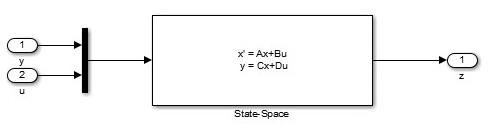 1
y
2
u
x' = Ax+Bu
y = Cx+Du
State-Space
1
z